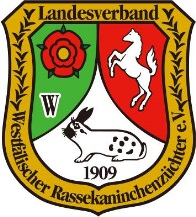 Landesverband
W
1909
Westfälischer Rassekaninchenzüchter e.V.